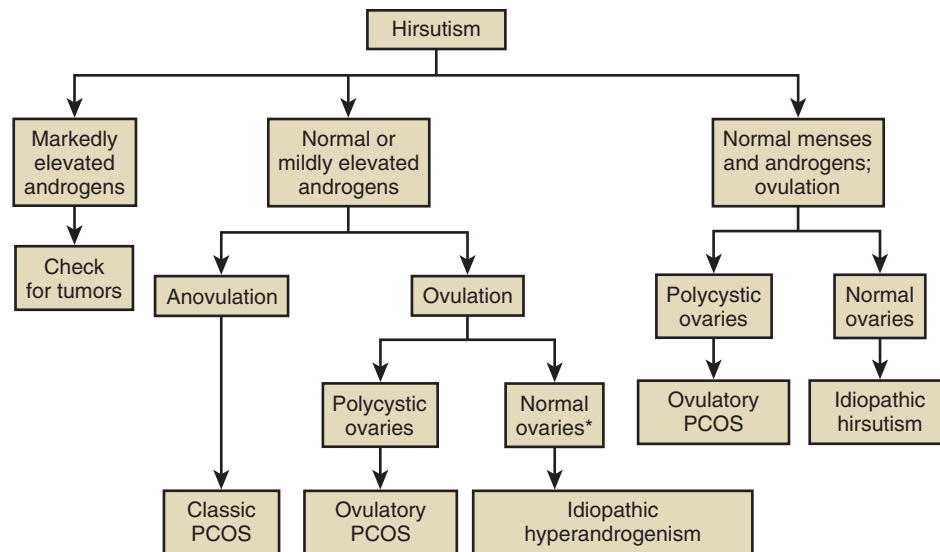 Hirsutism
Markedly
elevated
androgens
Normal or
mildly elevated
androgens
Normal menses
and androgens;
ovulation
Check
for tumors
Anovulation
Ovulation
Polycystic
ovaries
Normal
ovaries
Polycystic
ovaries
Normal
ovaries*
Ovulatory
PCOS
Idiopathic
hirsutism
Classic
PCOS
Ovulatory
PCOS
Idiopathic
hyperandrogenism